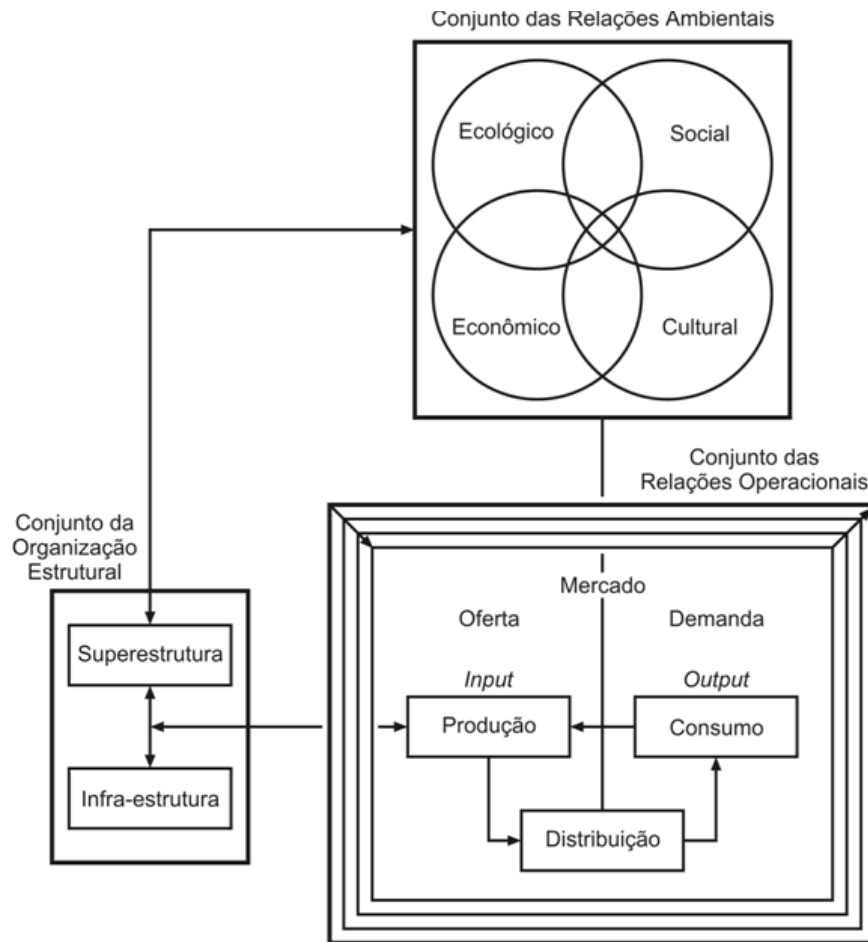 Conjunto das Relações Ambientais
Ecológico
Social
Econômico
Cultural
Conjunto das
Relações Operacionais
Conjunto da
Organização
Estrutural
Superestrutura
Infra-estrutura
Mercado
Oferta
Demanda
Input
Output
Produção
Consumo
Distribuição